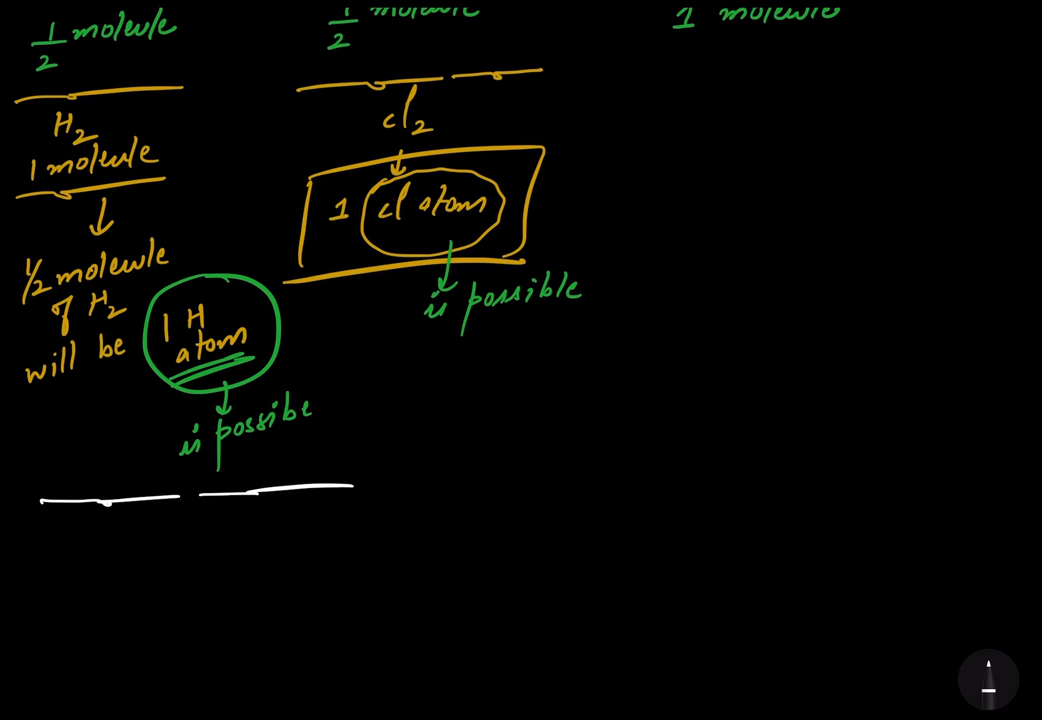 1/2 molecule 1/2 molecule 1 molecule
H2
1 molecule
1/2 molecule
of H2
will be
1 H
atom
is possible
Cl2
1 Cl atom
is possible